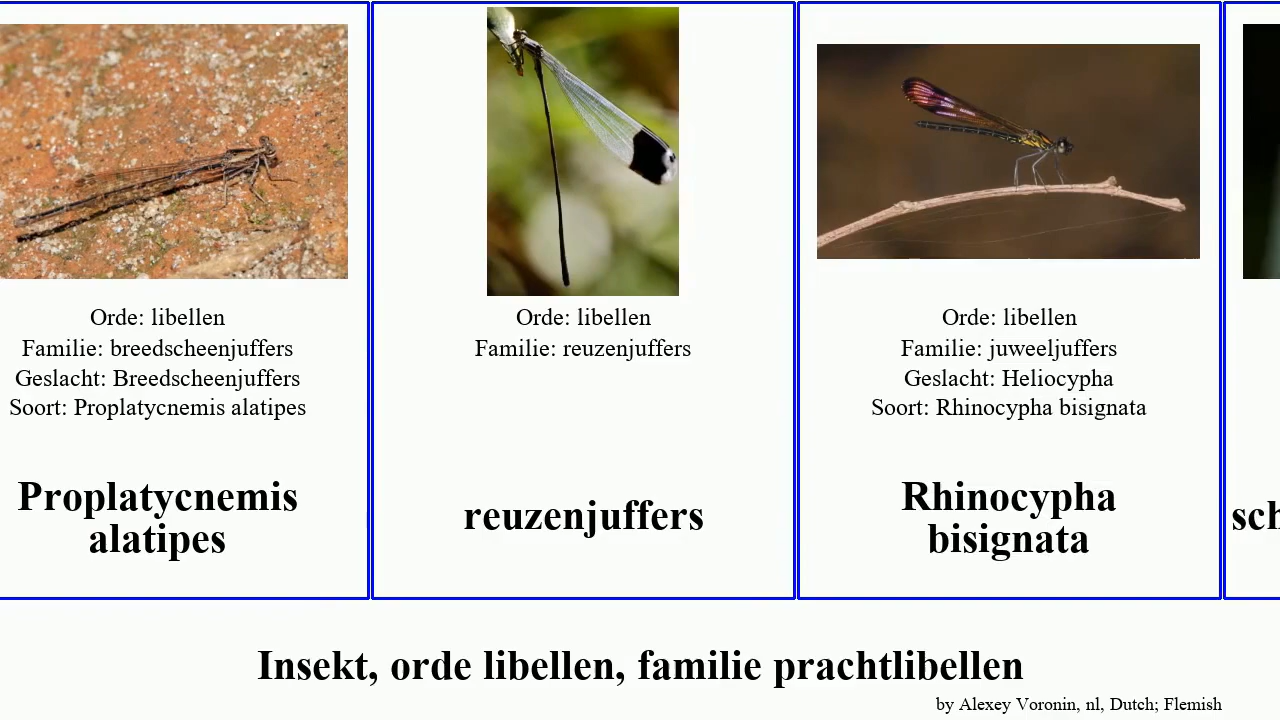 Orde: libellen
Familie: breedscheenjuffers
Geslacht: Breedscheenjuffers
Soort: Proplatycnemis alatipes
Proplatycnemis
alatipes
Orde: libellen
Familie: reuzenjuffers
reuzenjuffers
Orde: libellen
Familie: juweeljuffers
Geslacht: Heliocypha
Soort: Rhinocypha bisignata
Rhinocypha
bisignata
sch
Insekt, orde libellen, familie prachtlibellen
by Alexey Voronin, nl, Dutch; Flemish